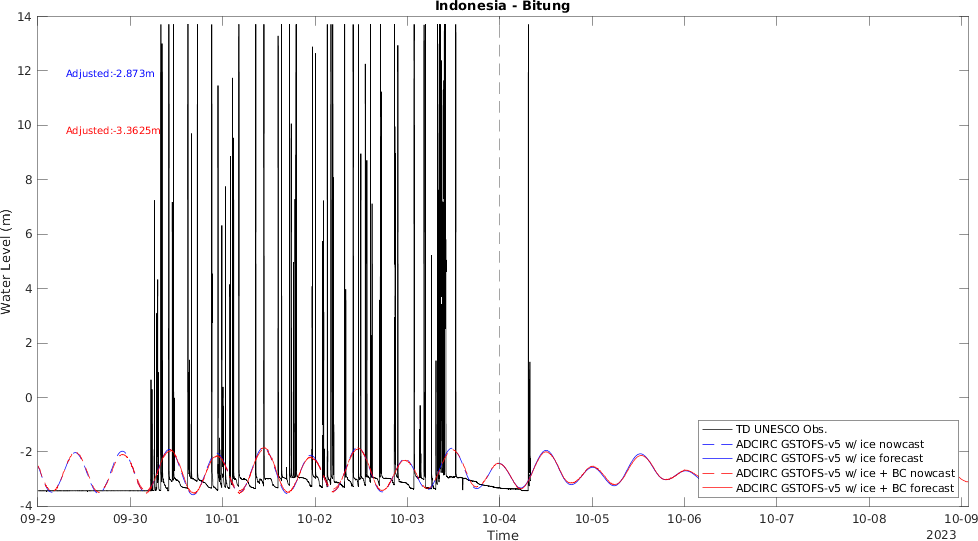 Indonesia - Bitung
14
12
10
8
6
4
2
0
-2
-4
Water Level (m)
Adjusted:-2.873m
Adjusted:-3.3625m
TD UNESCO Obs.
ADCIRC GSTOFS-v5 w/ ice nowcast
ADCIRC GSTOFS-v5 w/ ice forecast
ADCIRC GSTOFS-v5 w/ ice + BC nowcast
ADCIRC GSTOFS-v5 w/ ice + BC forecast
09-29 09-30 10-01 10-02 10-03 10-04 10-05 10-06 10-07 10-08 10-09
Time
2023